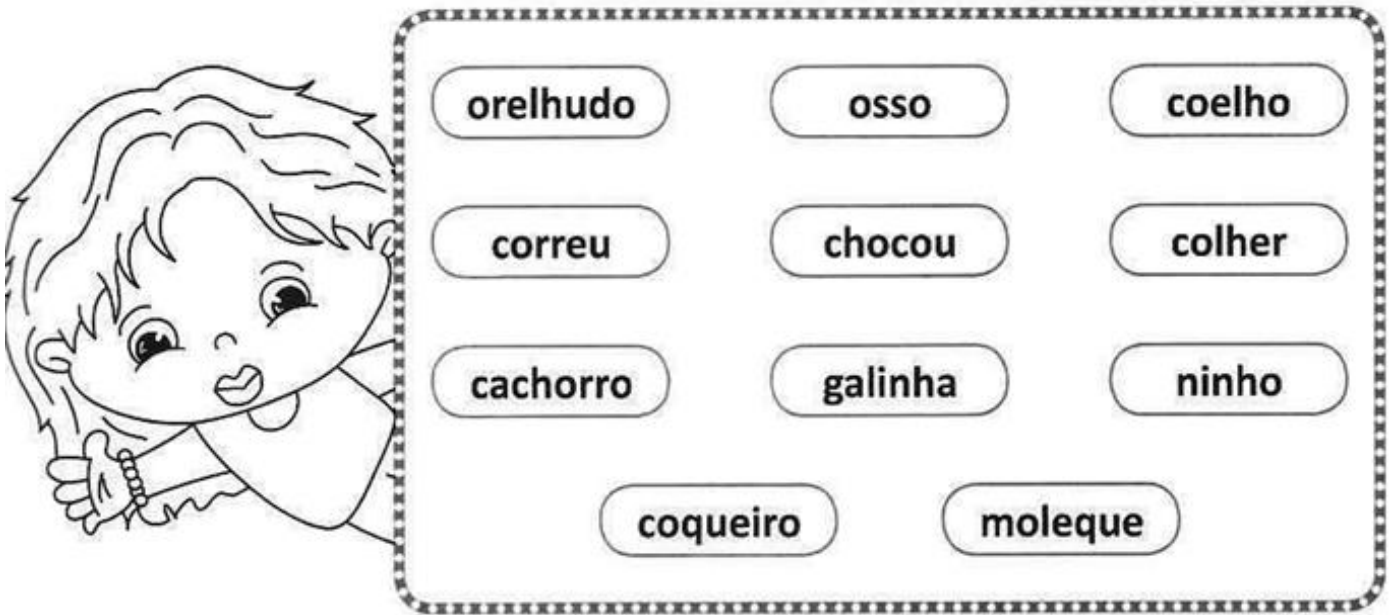 orelhudo osso coelho
correu chocou colher
cachorro galinha ninho
coqueiro moleque